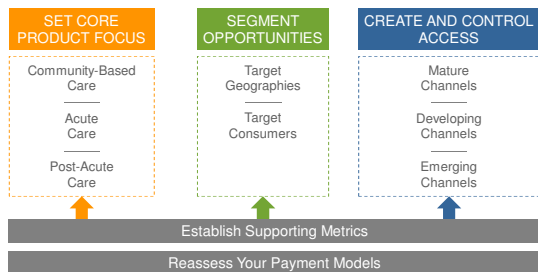 SET CORE
PRODUCT FOCUS
Community-Based
Care
Acute
Care
Post-Acute
Care
SEGMENT
OPPORTUNITIES
Target
Geographies
Target
Consumers
CREATE AND CONTROL
ACCESS
Mature
Channels
Developing
Channels
Emerging
Channels
Establish Supporting Metrics
Reassess Your Payment Models